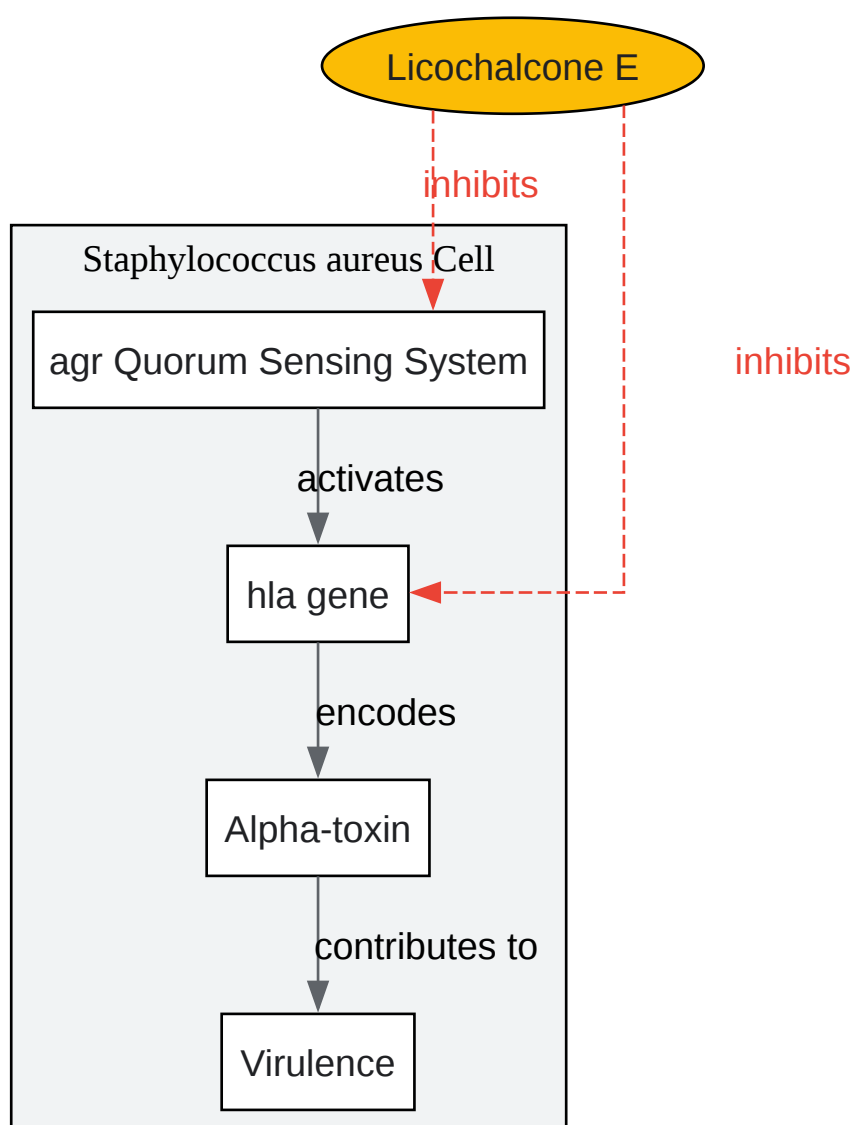 Licochalcone E
inhibits
Staphylococcus aureus Cell
agr Quorum Sensing System
inhibits
activates
hla gene
encodes
Alpha-toxin
contributes to
Virulence